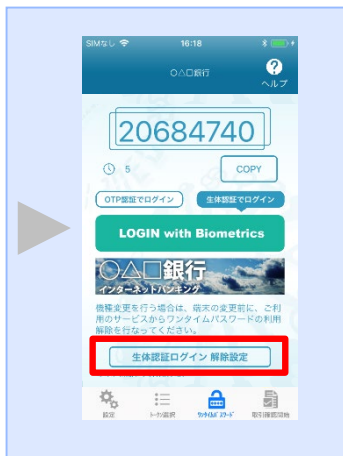 SIMなし 16:18
○△□銀行
ヘルプ
20684740
5 COPY
OTP認証でログイン 生体認証でログイン
LOGIN with Biometrics
○△□銀行
インターネットバンキング
機種変更を行う場合は、端末の変更前に、ご利
用のサービスからワンタイムパスワードの利用
解除を行なってください。
生体認証ログイン 解除設定
設定 トークン選択 ワンタイムパスワード 取引確認開始